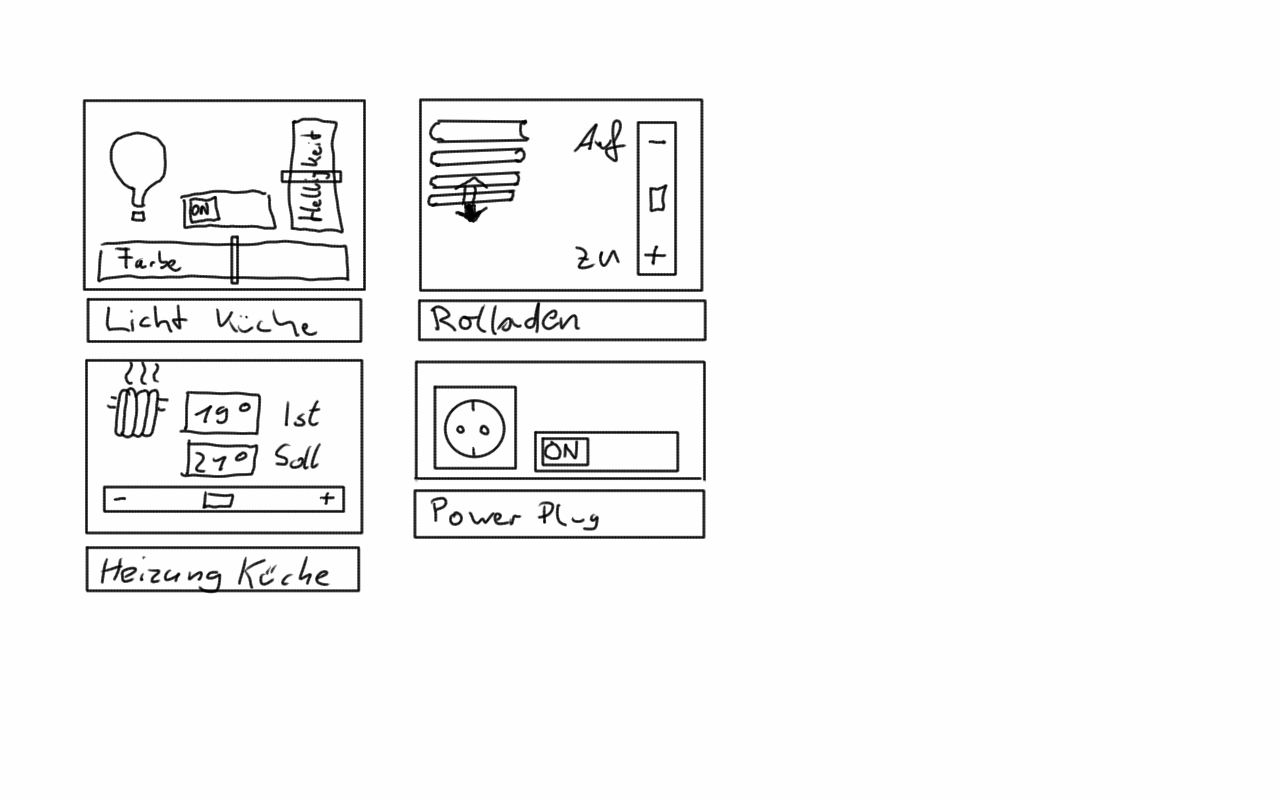 Helligkeit
ON
Farbe
Licht Küche
Auf -
zu +
Rolladen
19° Ist
21° Soll
- +
Heizung Küche
ON
Power Plug